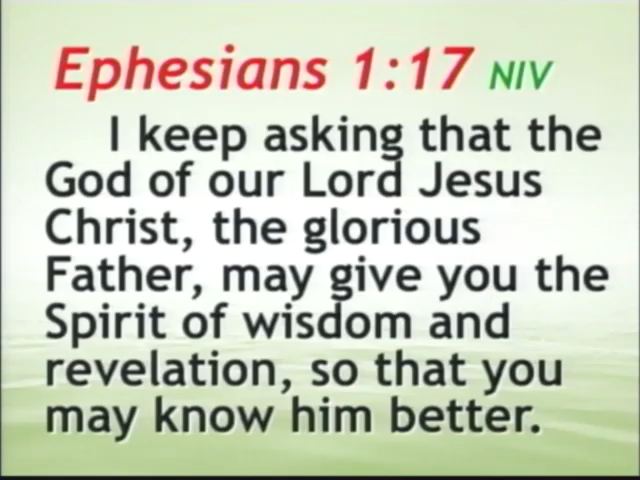 Ephesians 1:17 NIV
I keep asking that the
God of our Lord Jesus
Christ, the glorious
Father, may give you the
Spirit of wisdom and
revelation, so that you
may know him better.